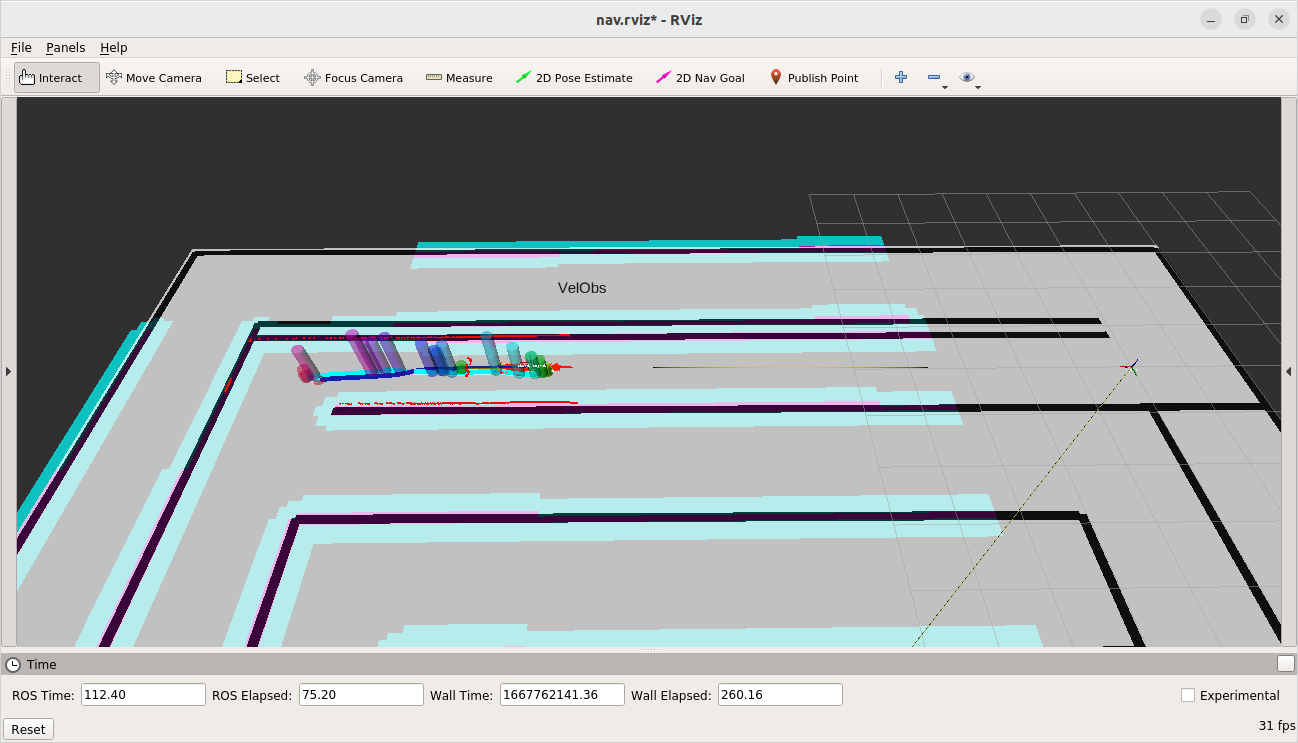 nav.rviz* - RViz
File Panels Help
Interact Move Camera Select Focus Camera Measure 2D Pose Estimate 2D Nav Goal Publish Point
VelObs
Time
ROS Time: 112.40 ROS Elapsed: 75.20 Wall Time: 1667762141.36 Wall Elapsed: 260.16 Experimental
Reset 31 fps